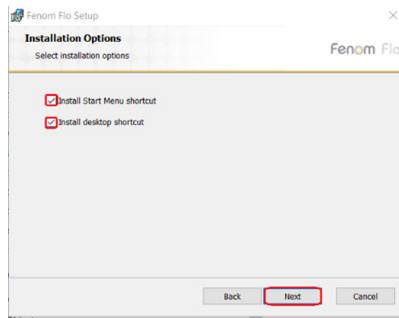 Fenom Flo Setup
Installation Options
Select installation options
Fenom Flo
Install Start Menu shortcut
Install desktop shortcut
Back Next Cancel